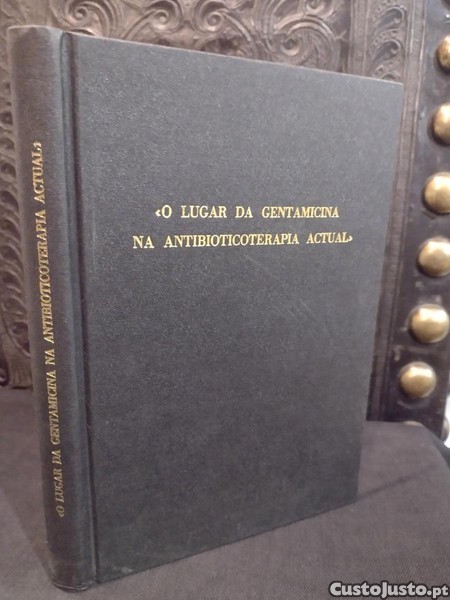 «O LUGAR DA GENTAMICINA
NA ANTIBIOTICOTERAPIA ACTUAL»
«O LUGAR DA GENTAMICINA NA ANTIBIOTICOTERAPIA ACTUAL»
CustoJusto.pt